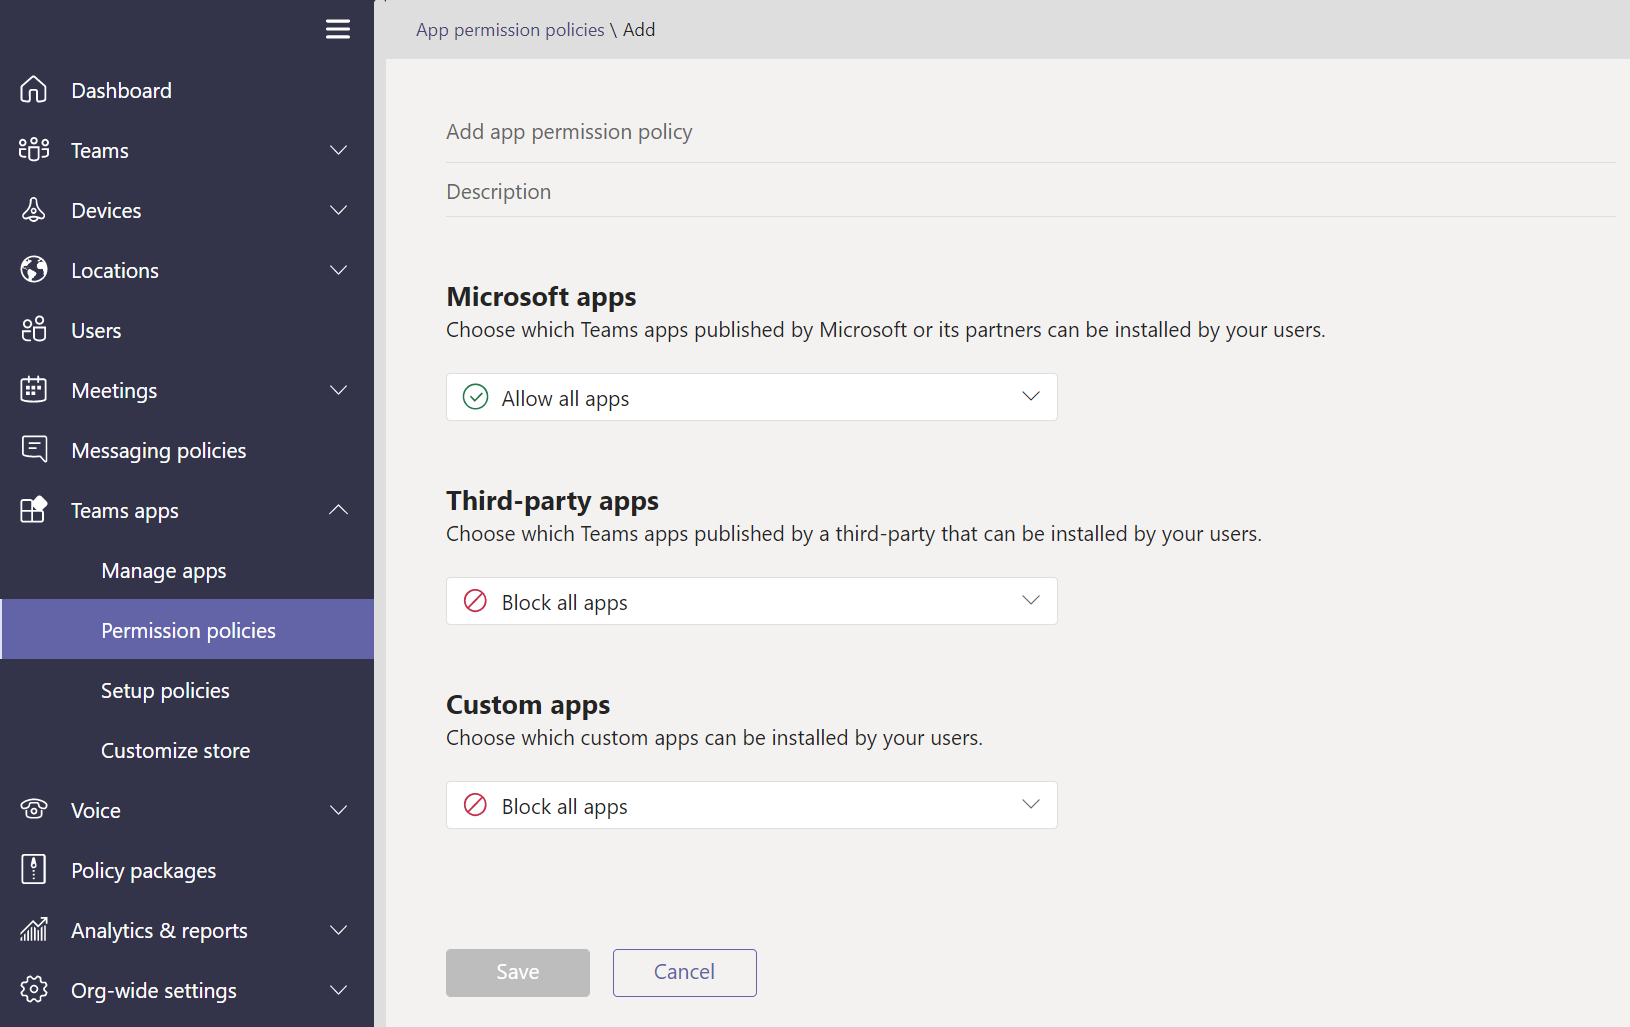 Dashboard
Teams
Devices
Locations
Users
Meetings
Messaging policies
Teams apps
Manage apps
Permission policies
Setup policies
Customize store
Voice
Policy packages
Analytics & reports
Org-wide settings
App permission policies \ Add
Add app permission policy
Description
Microsoft apps
Choose which Teams apps published by Microsoft or its partners can be installed by your users.
Allow all apps
Third-party apps
Choose which Teams apps published by a third-party that can be installed by your users.
Block all apps
Custom apps
Choose which custom apps can be installed by your users.
Block all apps
Save
Cancel